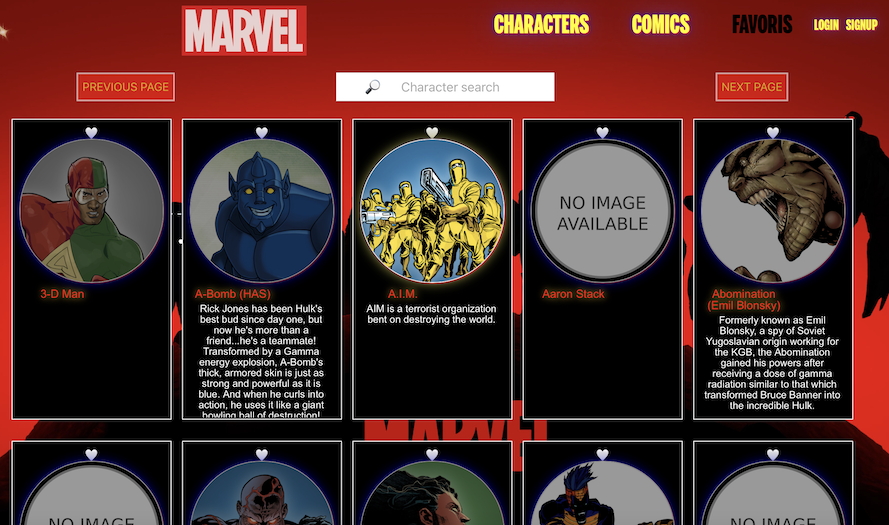 MARVEL
CHARACTERS
COMICS
FAVORIS
LOGIN SIGNUP
PREVIOUS PAGE
Character search
NEXT PAGE
NO IMAGE
AVAILABLE
3-D Man
A-Bomb (HAS)
Rick Jones has been Hulk's
best bud since day one, but
now he's more than a
friend...he's a teammate!
Transformed by a Gamma
energy explosion, A-Bomb's
thick, armored skin is just as
strong and powerful as it is
blue. And when he curls into
action, he uses it like a giant
bowling ball of destruction!
A.I.M.
AIM is a terrorist organization
bent on destroying the world.
Aaron Stack
Abomination
(Emil Blonsky)
Formerly known as Emil
Blonsky, a spy of Soviet
Yugoslavian origin working for
the KGB, the Abomination
gained his powers after
receiving a dose of gamma
radiation similar to that which
transformed Bruce Banner into
the incredible Hulk.
MARVEL
NO IMAGE
NO IMAGE